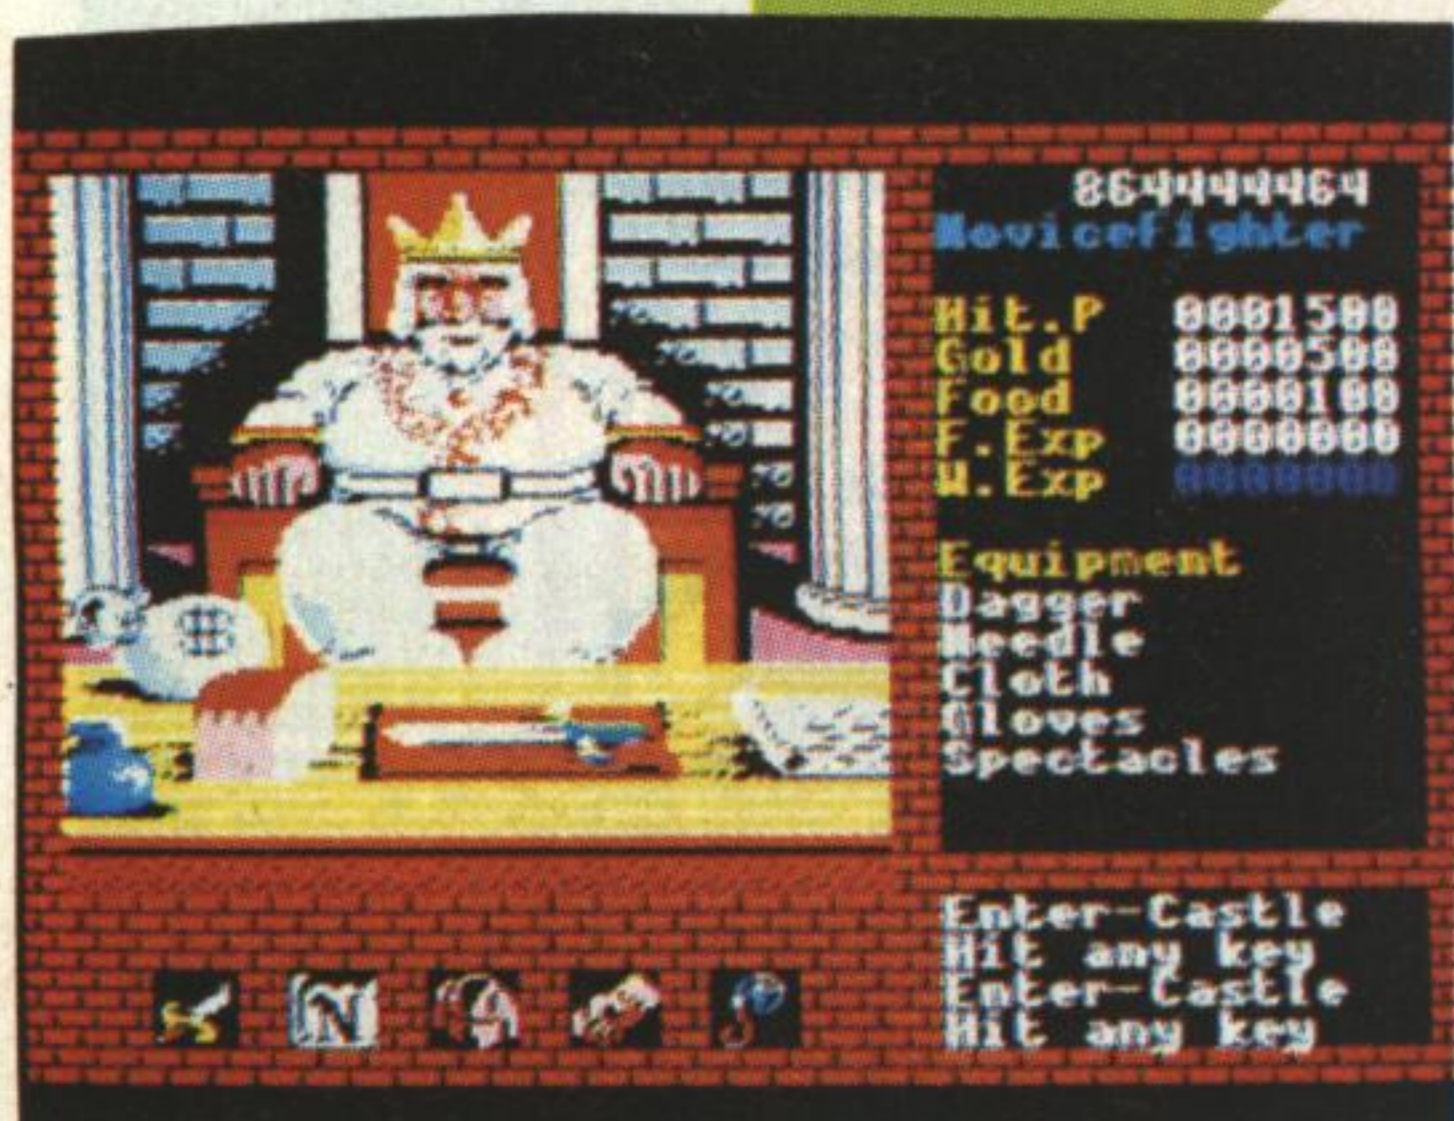 864444464
Novicefighter
Hit.P 0001500
Gold 0000500
Food 0000100
F.Exp 0000000
W.Exp 0000000
Equipment
Dagger
Needle
Cloth
Gloves
Spectacles
Enter-Castle
Hit any key
Enter-Castle
Hit any key
N